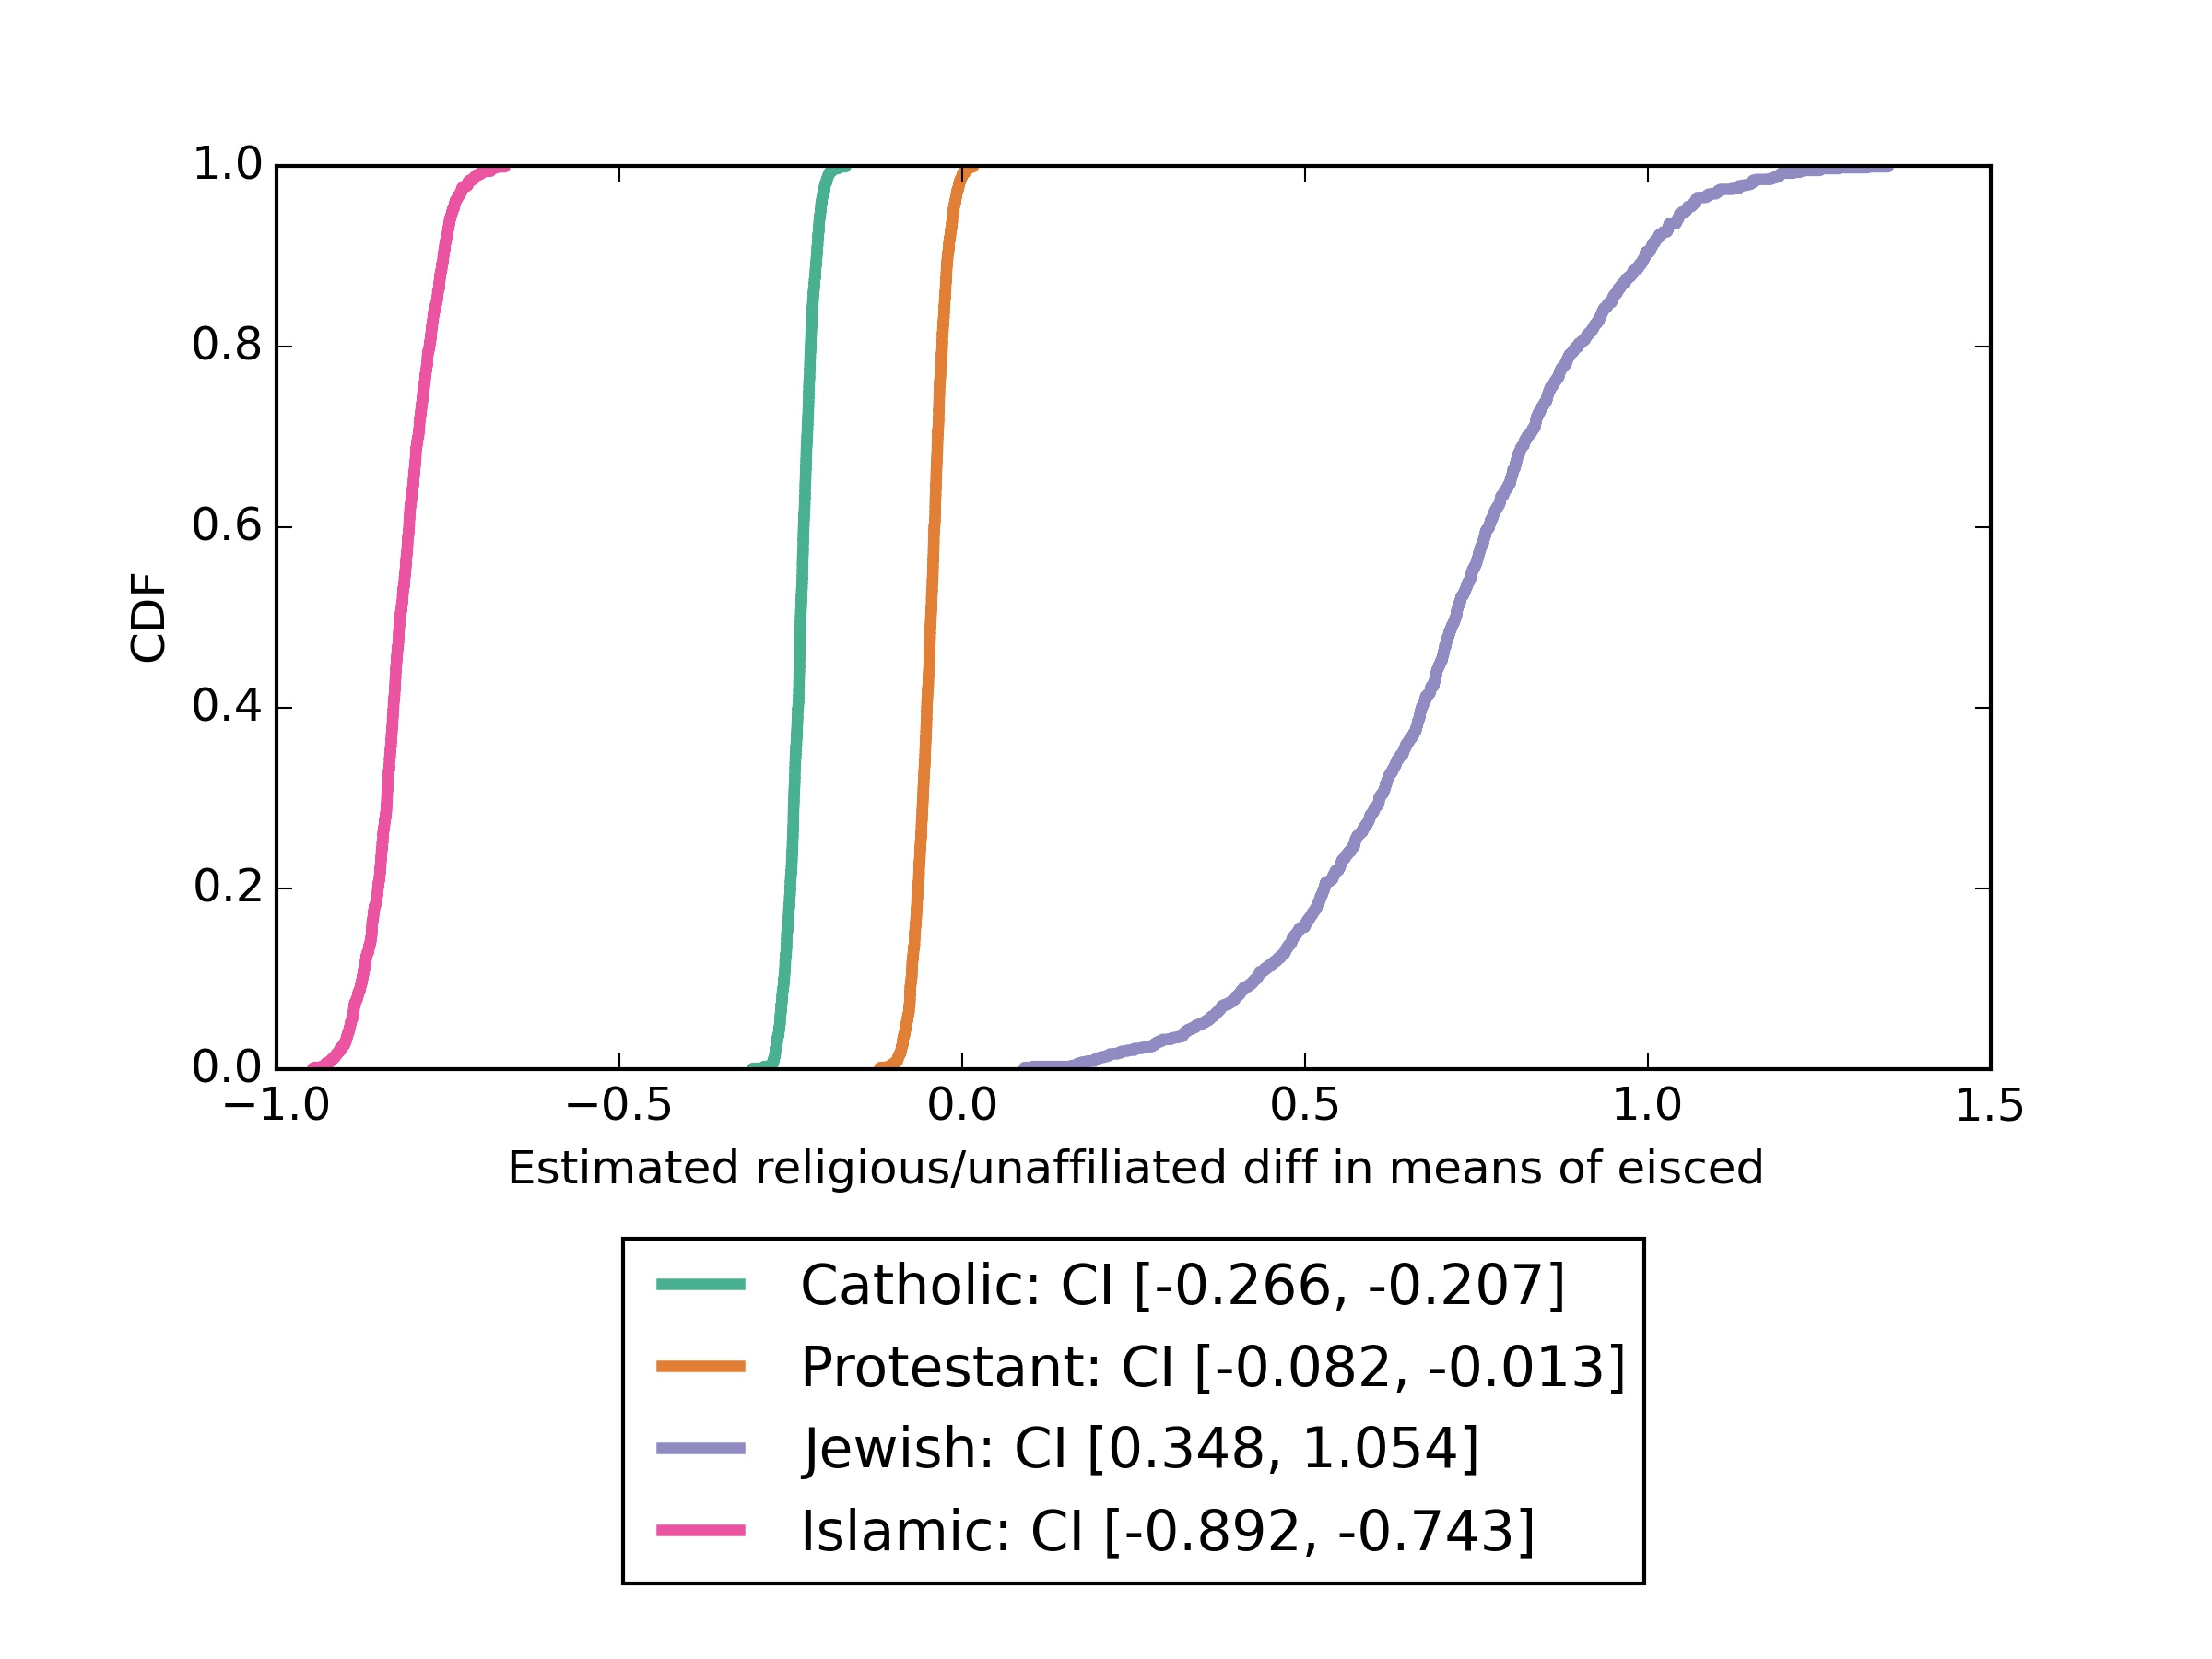 1.0
0.8
0.6
0.4
0.2
0.0
CDF
−1.0 −0.5 0.0 0.5 1.0 1.5
Estimated religious/unaffiliated diff in means of eisced
Catholic: CI [-0.266, -0.207]
Protestant: CI [-0.082, -0.013]
Jewish: CI [0.348, 1.054]
Islamic: CI [-0.892, -0.743]